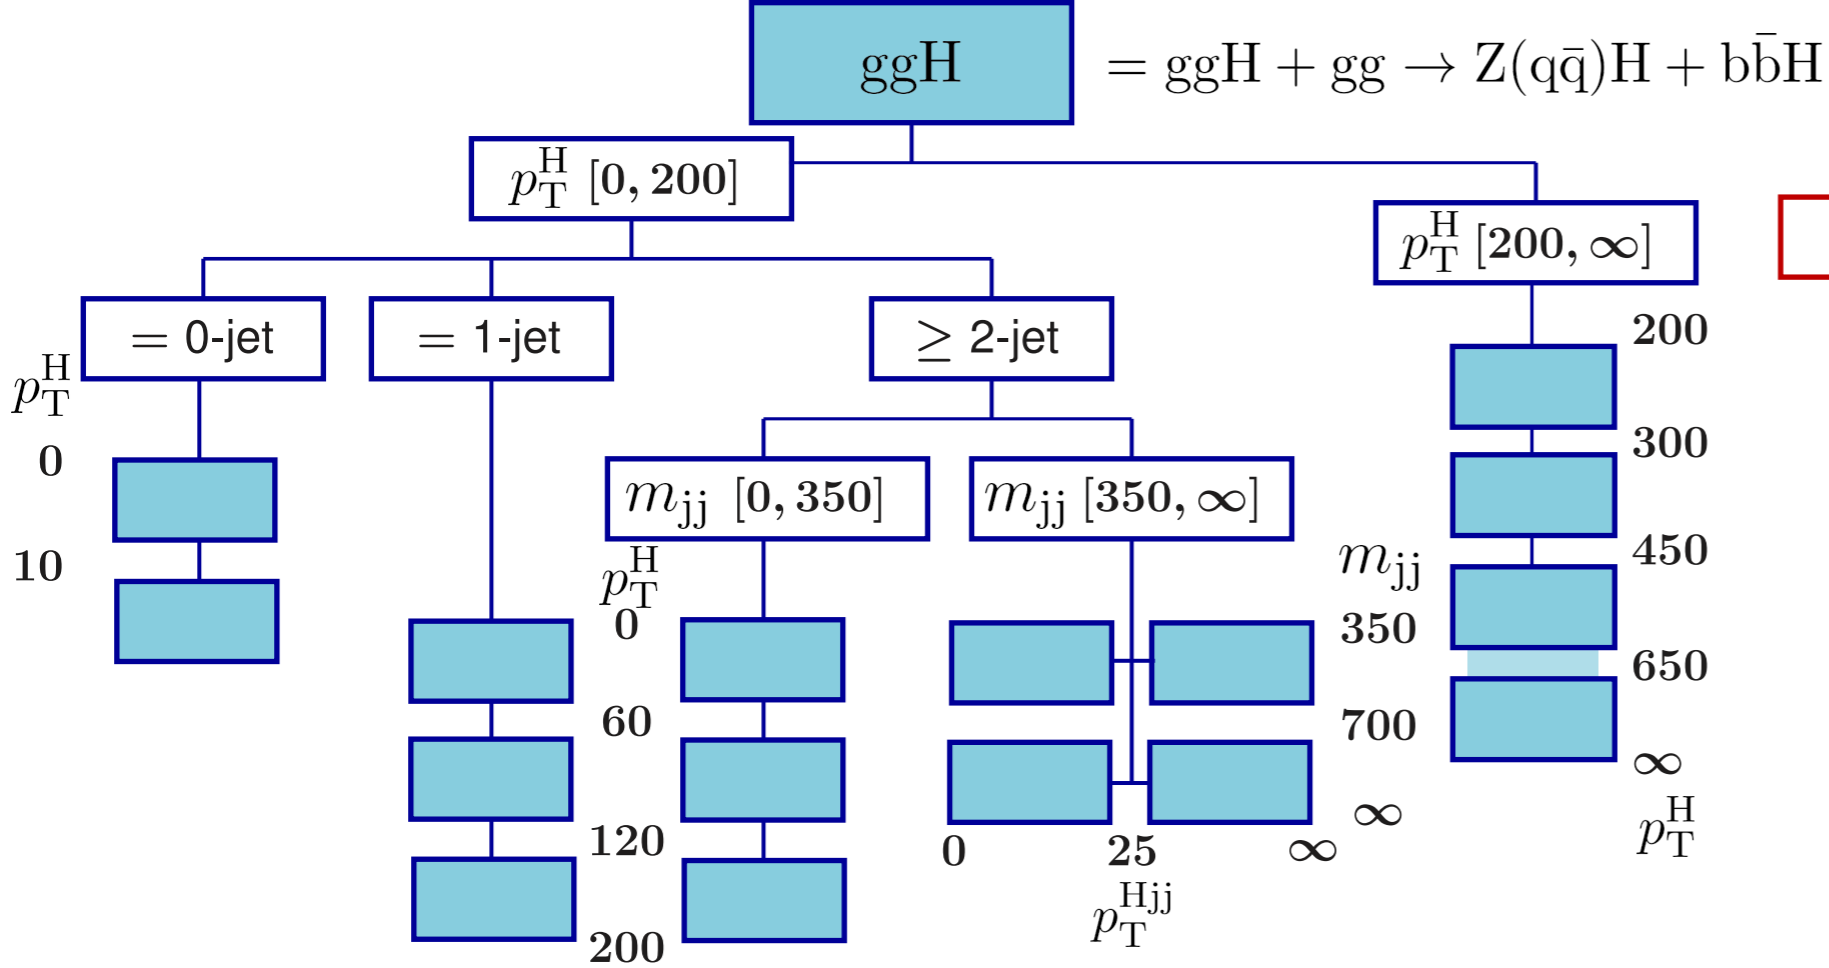 ggH
= ggH + gg → Z(qq̄)H + bb̄H
p_T^H [0, 200]
p_T^H [200, ∞]
= 0-jet
= 1-jet
≥ 2-jet
p_T^H
0
10
m_jj [0, 350]
m_jj [350, ∞]
p_T^H
0
60
120
200
m_jj
350
700
∞
0
25
∞
p_T^Hjj
200
300
450
650
∞
p_T^H